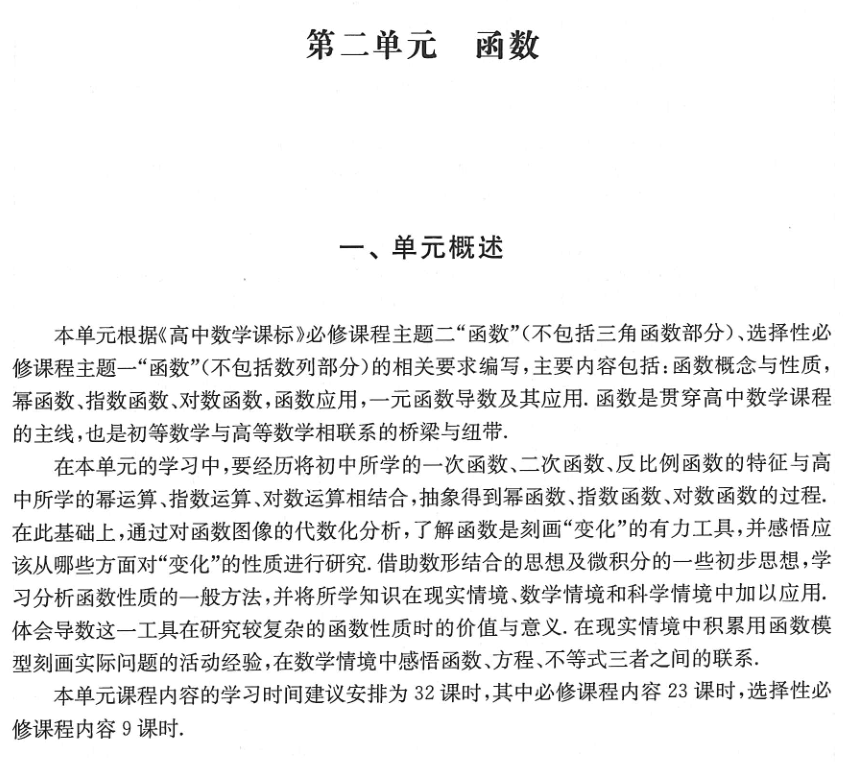 第二单元 函数
一、单元概述
本单元根据《高中数学课标》必修课程主题二“函数”(不包括三角函数部分)、选择性必
修课程主题一“函数”(不包括数列部分)的相关要求编写,主要内容包括:函数概念与性质,
幂函数、指数函数、对数函数,函数应用,一元函数导数及其应用. 函数是贯穿高中数学课程
的主线,也是初等数学与高等数学相联系的桥梁与纽带.
在本单元的学习中,要经历将初中所学的一次函数、二次函数、反比例函数的特征与高
中所学的幂运算、指数运算、对数运算相结合,抽象得到幂函数、指数函数、对数函数的过程.
在此基础上,通过对函数图像的代数化分析,了解函数是刻画“变化”的有力工具,并感悟应
该从哪些方面对“变化”的性质进行研究. 借助数形结合的思想及微积分的一些初步思想,学
习分析函数性质的一般方法,并将所学知识在现实情境、数学情境和科学情境中加以应用.
体会导数这一工具在研究较复杂的函数性质时的价值与意义. 在现实情境中积累用函数模
型刻画实际问题的活动经验,在数学情境中感悟函数、方程、不等式三者之间的联系.
本单元课程内容的学习时间建议安排为 32 课时,其中必修课程内容 23 课时,选择性必
修课程内容 9 课时.